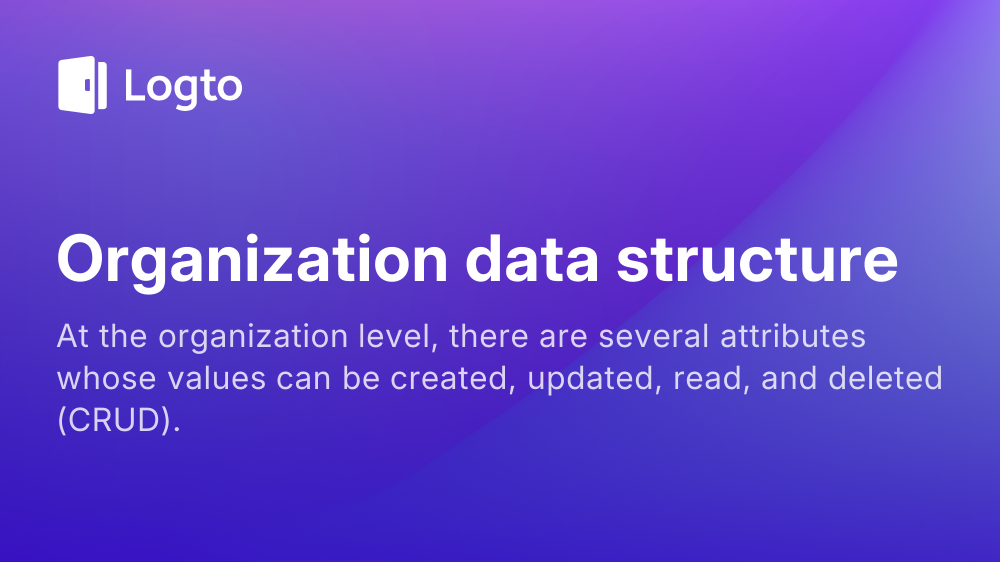 Logto
Organization data structure
At the organization level, there are several attributes
whose values can be created, updated, read, and deleted
(CRUD).